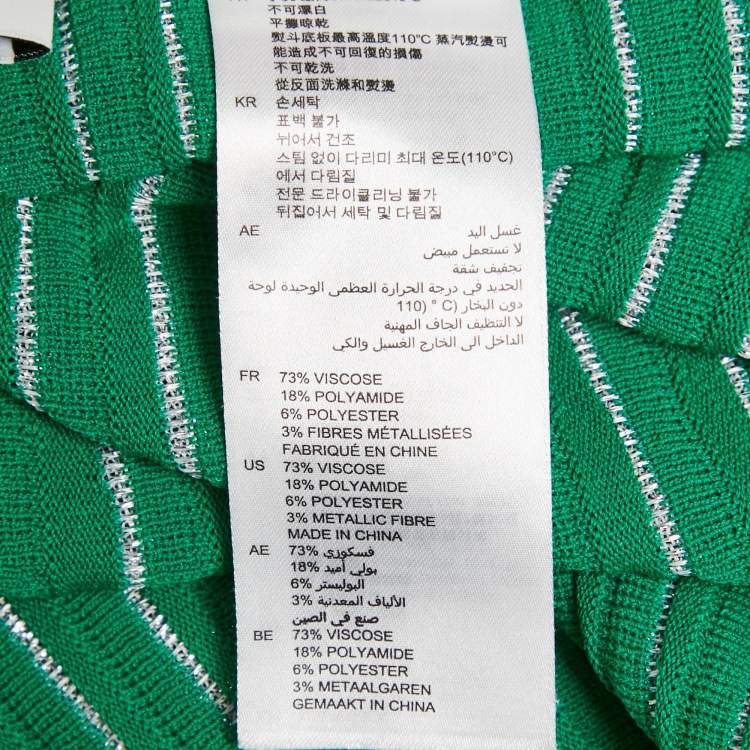 不可漂白
平攤晾乾
熨斗底板最高溫度110°C 蒸汽熨燙可
能造成不可回復的損傷
不可乾洗
從反面洗滌和熨燙
KR 손세탁
표백 불가
뉘어서 건조
스팀 없이 다리미 최대 온도(110°C)
에서 다림질
전문 드라이클리닝 불가
뒤집어서 세탁 및 다림질
AE غسل اليد
لا تستعمل مبيض
تجفيف شقة
الحديد في درجة الحرارة العظمى الوحيدة لوحة
دون البخار (C ° (110
لا التنظيف الجاف المهنية
الداخل الى الخارج الغسيل والكي
FR 73% VISCOSE
18% POLYAMIDE
6% POLYESTER
3% FIBRES MÉTALLISÉES
FABRIQUÉ EN CHINE
US 73% VISCOSE
18% POLYAMIDE
6% POLYESTER
3% METALLIC FIBRE
MADE IN CHINA
AE 73% فسكوزي
18% بولي أميد
6% البوليستر
3% الألياف المعدنية
صنع في الصين
BE 73% VISCOSE
18% POLYAMIDE
6% POLYESTER
3% METAALGAREN
GEMAAKT IN CHINA